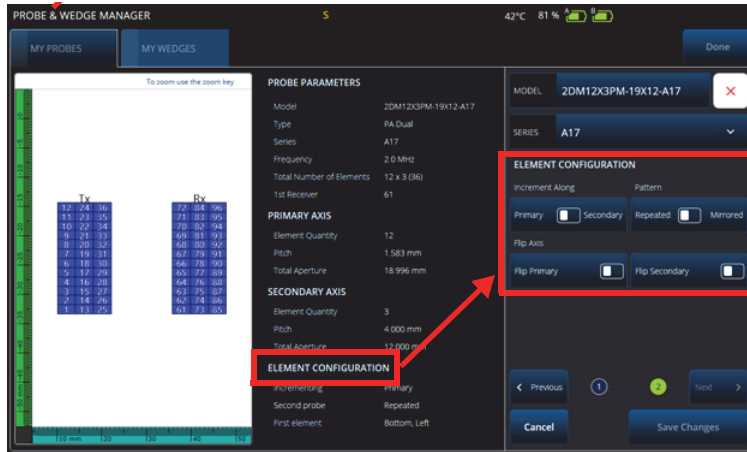 PROBE & WEDGE MANAGER
S
42°C 81 % A B
MY PROBES
MY WEDGES
Done
To zoom use the zoom key
Tx
Rx
12 24 36
11 23 35
10 22 34
9 21 33
8 20 32
7 19 31
6 18 30
5 17 29
4 16 28
3 15 27
2 14 26
1 13 25
72 84 96
71 83 95
70 82 94
69 81 93
68 80 92
67 79 91
66 78 90
65 77 89
64 76 88
63 75 87
62 74 86
61 73 85
10 mm 20 30 40 50
PROBE PARAMETERS
Model 2DM12X3PM-19X12-A17
Type PA Dual
Series A17
Frequency 2.0 MHz
Total Number of Elements 12 x 3 (36)
1st Receiver 61
PRIMARY AXIS
Element Quantity 12
Pitch 1.583 mm
Total Aperture 18.996 mm
SECONDARY AXIS
Element Quantity 3
Pitch 4.000 mm
Total Aperture 12.000 mm
ELEMENT CONFIGURATION
Incrementing Primary
Second probe Repeated
First element Bottom, Left
MODEL 2DM12X3PM-19X12-A17
SERIES A17
ELEMENT CONFIGURATION
Increment Along Pattern
Primary Secondary Repeated Mirrored
Flip Axis
Flip Primary Flip Secondary
< Previous 1 2 Next >
Cancel Save Changes